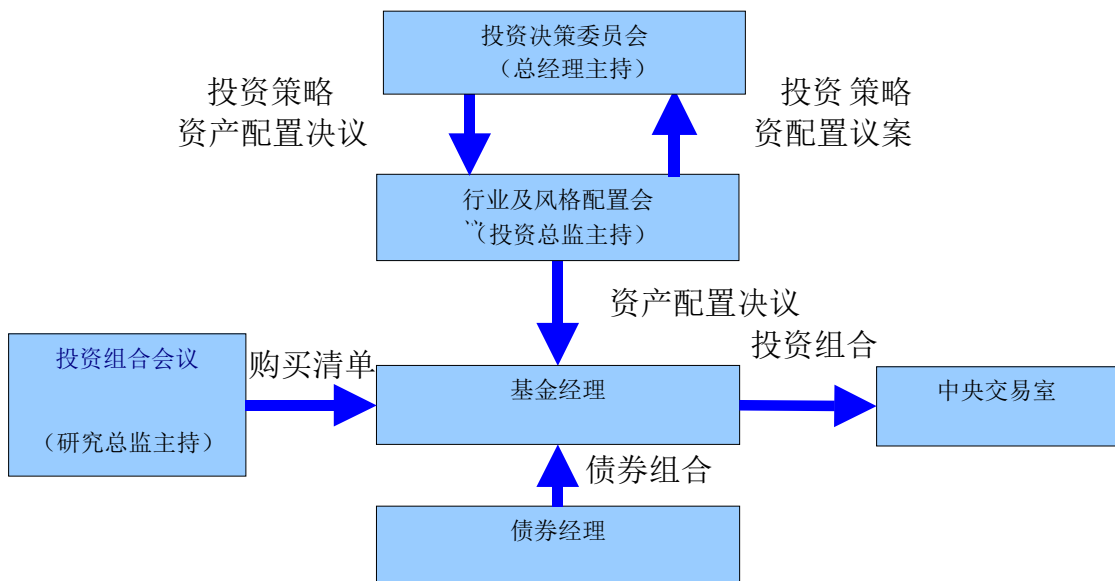 投资决策委员会
（总经理主持）
投资策略
资产配置决议
投资 策略
资配置议案
行业及风格配置会
（投资总监主持）
资产配置决议
投资组合会议
（研究总监主持）
购买清单
基金经理
投资组合
中央交易室
债券组合
债券经理